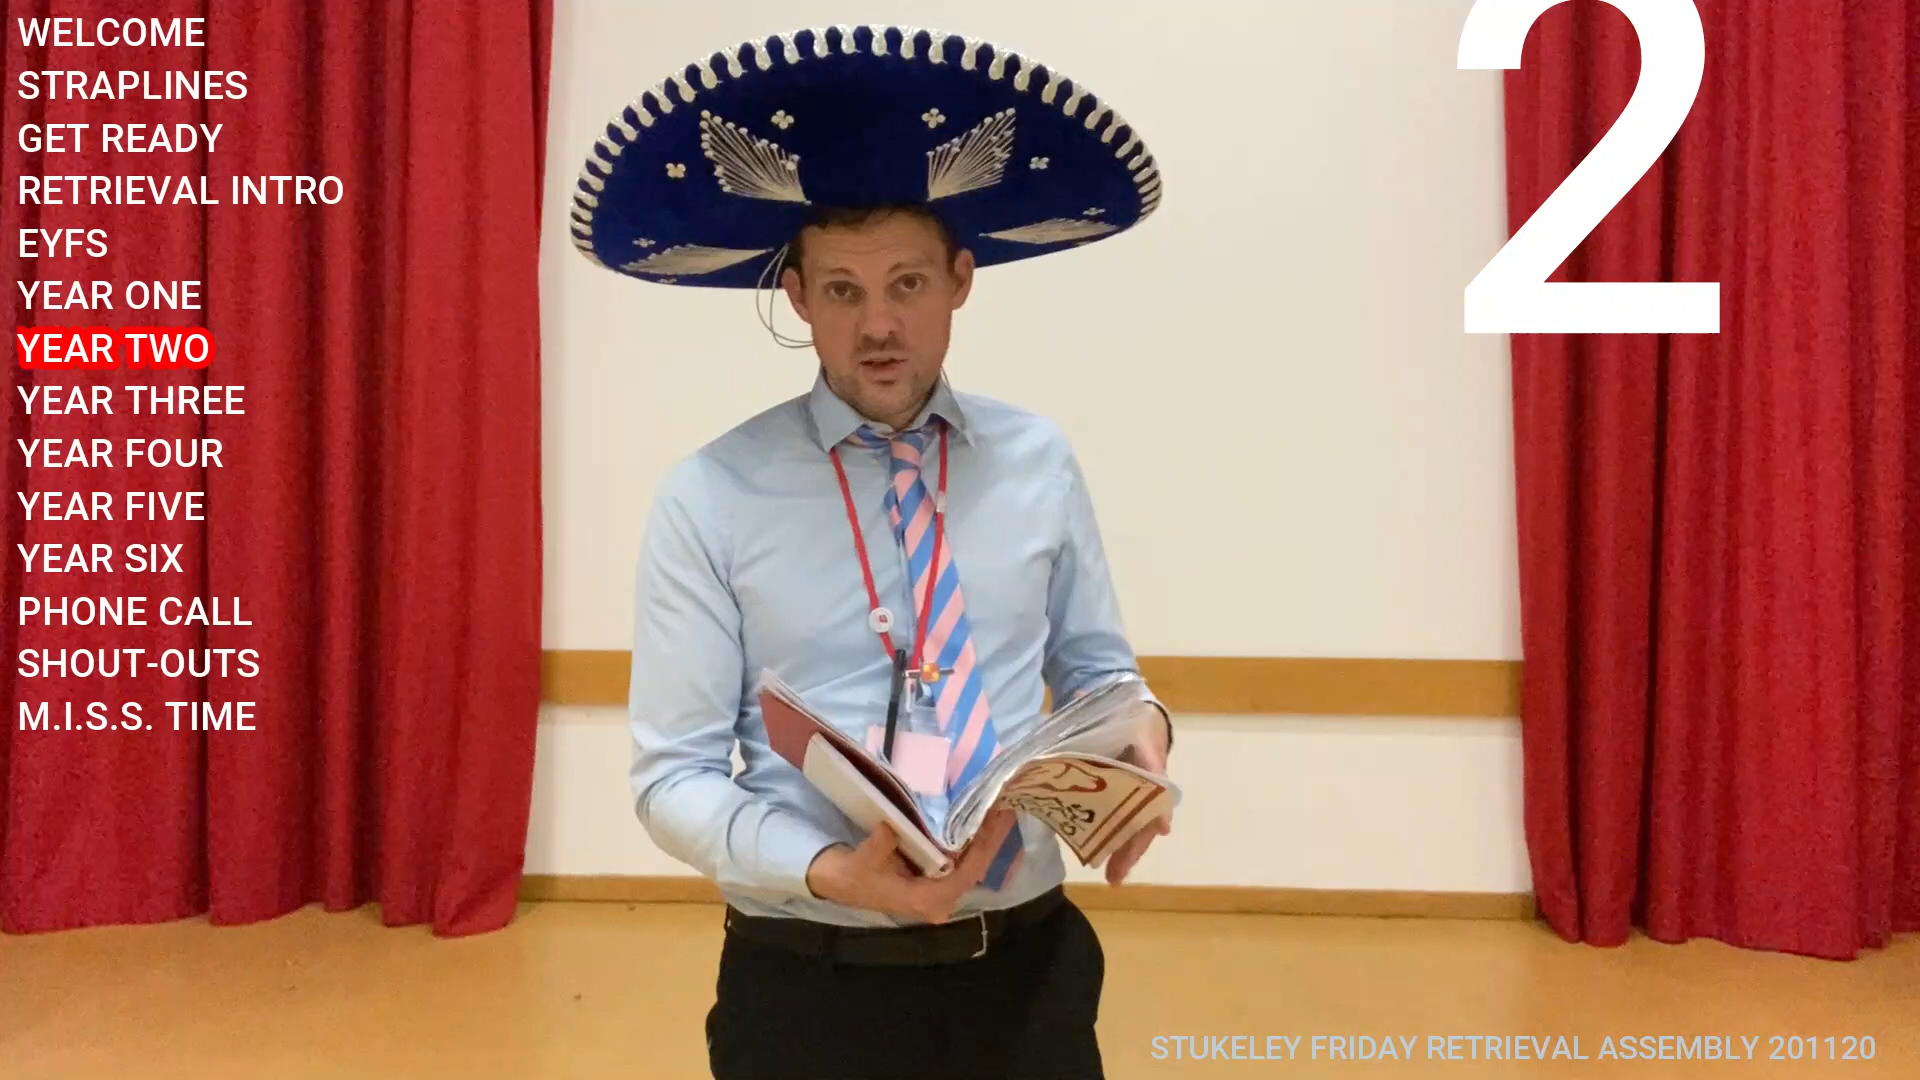 WELCOME
STRAPLINES
GET READY
RETRIEVAL INTRO
EYFS
YEAR ONE
YEAR TWO
YEAR THREE
YEAR FOUR
YEAR FIVE
YEAR SIX
PHONE CALL
SHOUT-OUTS
M.I.S.S. TIME
2
STUKELEY FRIDAY RETRIEVAL ASSEMBLY 201120